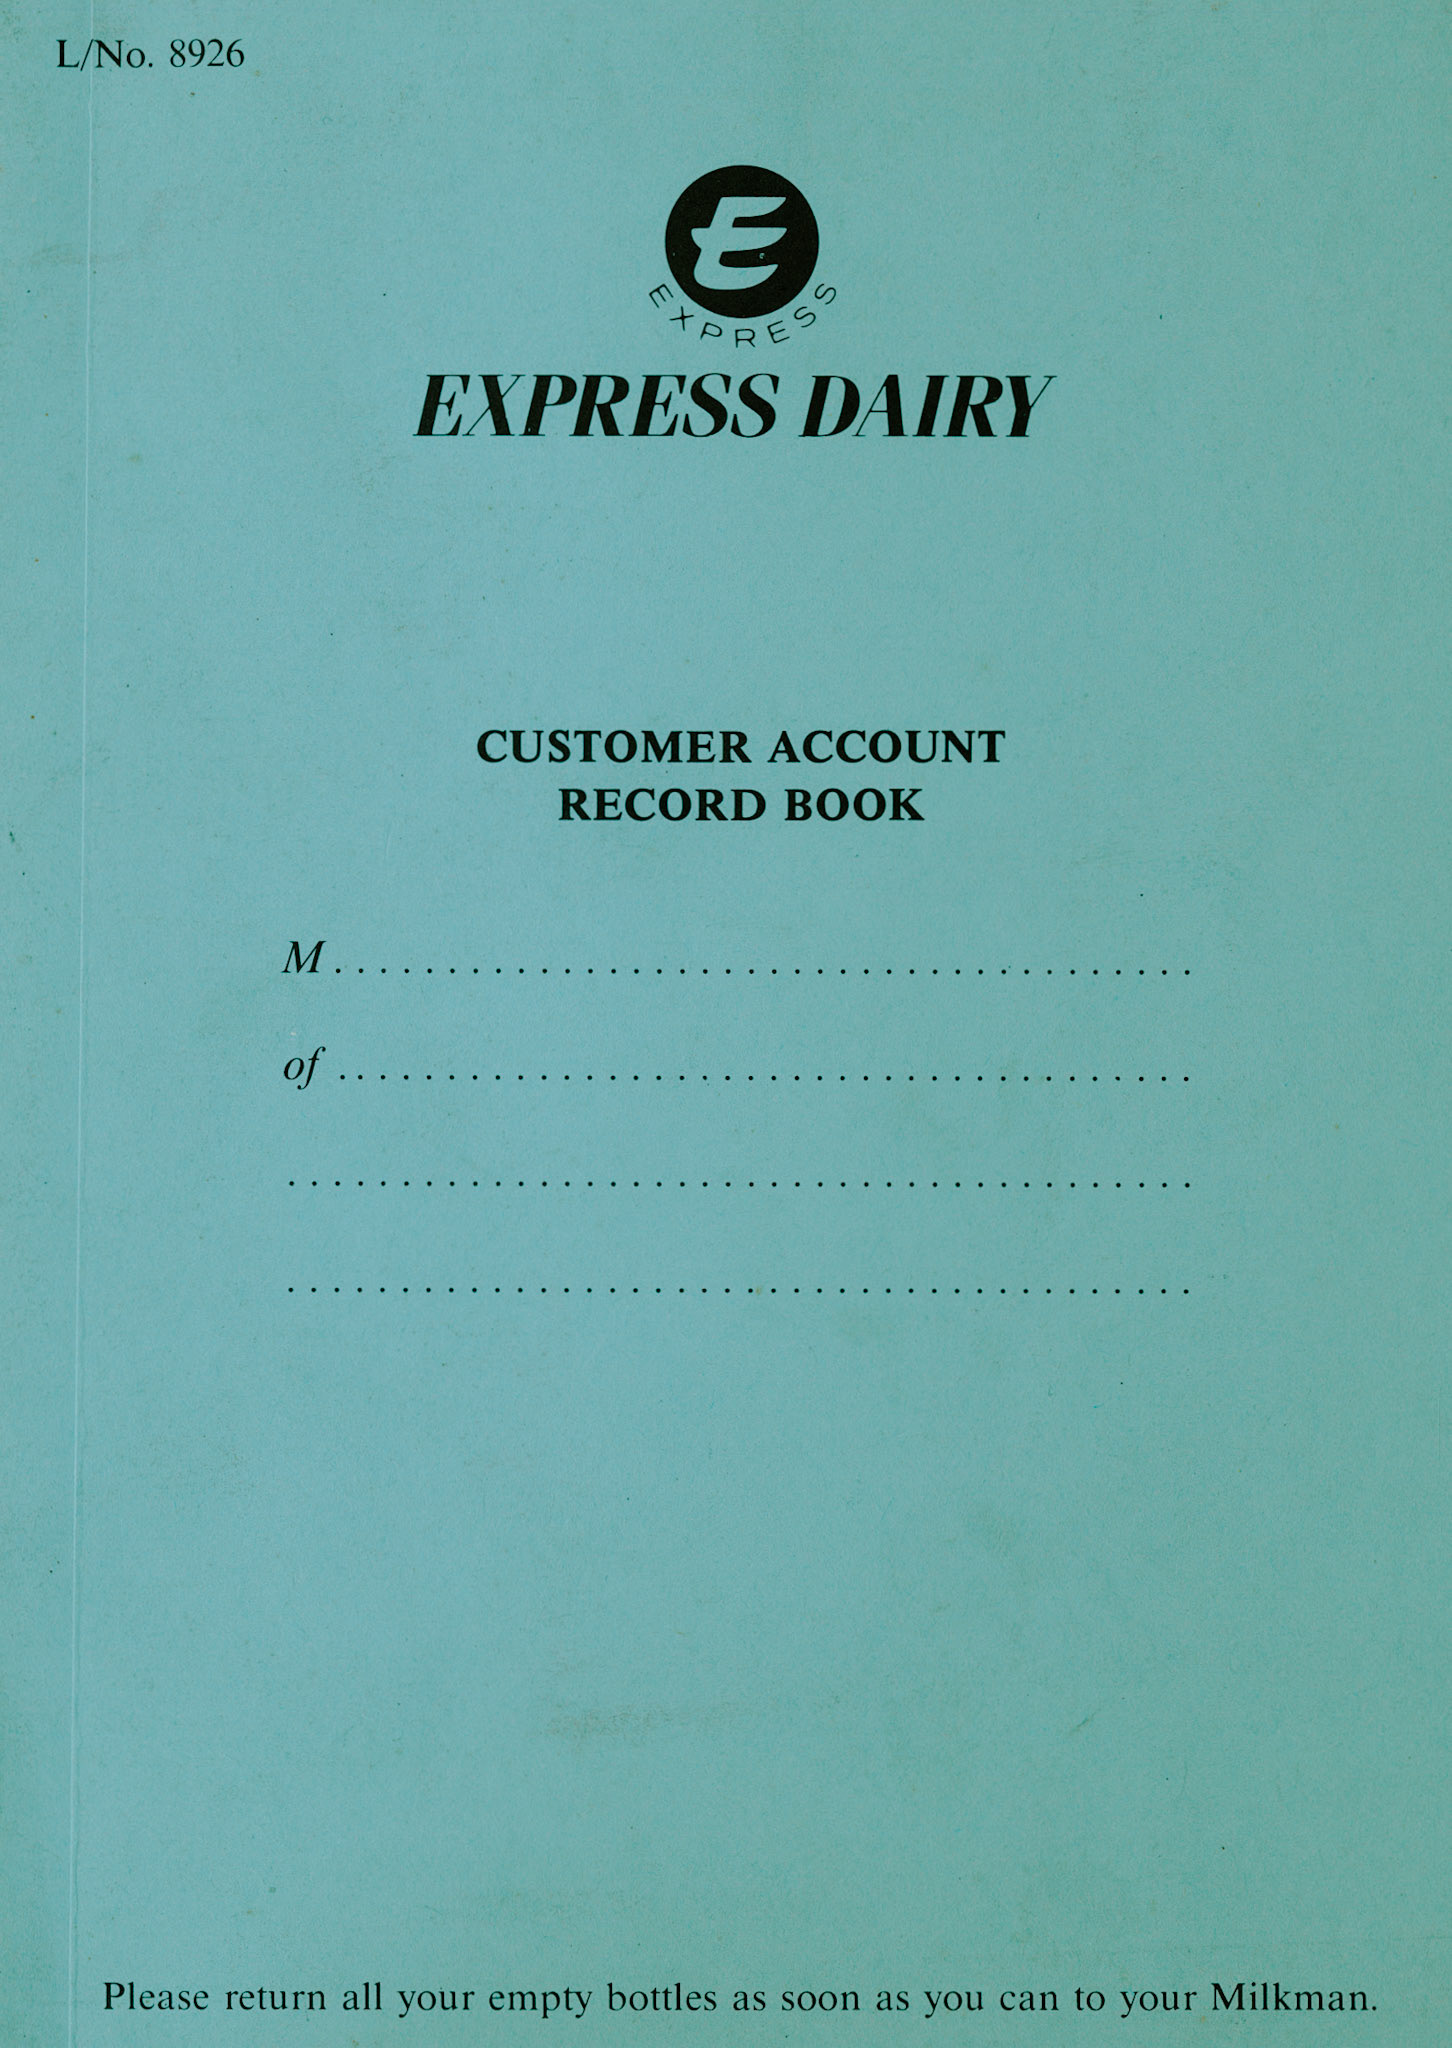 L/No. 8926
E
EXPRESS
EXPRESS DAIRY
CUSTOMER ACCOUNT
RECORD BOOK
M . . . . . . . . . . . . . . . . . . . . . . . . . . . . . . . . . . . . . .
of . . . . . . . . . . . . . . . . . . . . . . . . . . . . . . . . . . . . . .
. . . . . . . . . . . . . . . . . . . . . . . . . . . . . . . . . . . . . . . .
. . . . . . . . . . . . . . . . . . . . . . . . . . . . . . . . . . . . . . . .
Please return all your empty bottles as soon as you can to your Milkman.